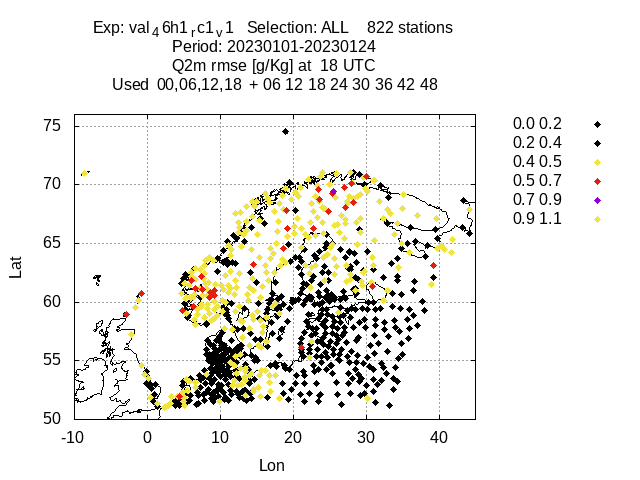 Exp: val46h1rc1v1 Selection: ALL 822 stations
Period: 20230101-20230124
Q2m rmse [g/Kg] at 18 UTC
Used 00,06,12,18 + 06 12 18 24 30 36 42 48
0.0 0.2
0.2 0.4
0.4 0.5
0.5 0.7
0.7 0.9
0.9 1.1
75
70
65
60
55
50
Lat
-10 0 10 20 30 40
Lon